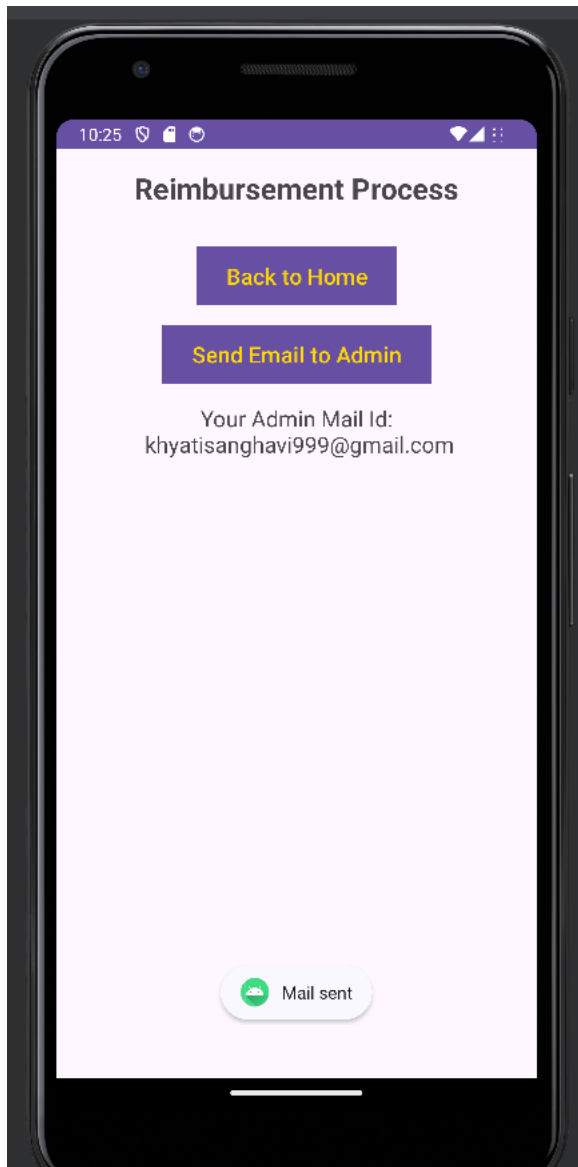 10:25
Reimbursement Process
Back to Home
Send Email to Admin
Your Admin Mail Id:
khyatisanghavi999@gmail.com
Mail sent